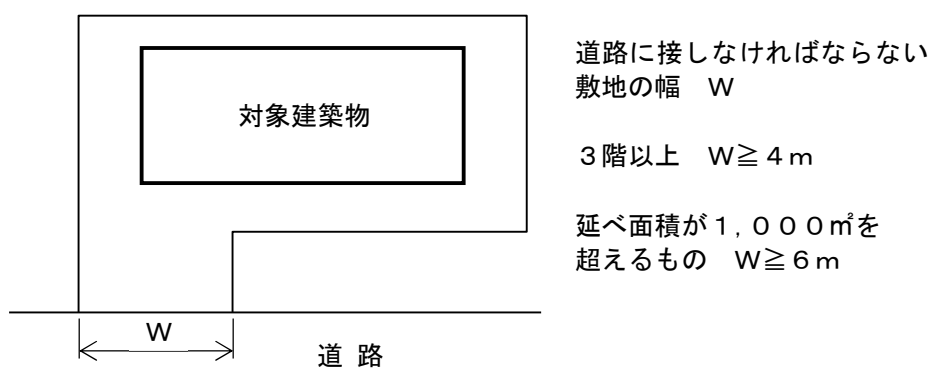 対象建築物
道路に接しなければならない
敷地の幅　Ｗ
３階以上　Ｗ≧４ｍ
延べ面積が１,０００㎡を
超えるもの　Ｗ≧６ｍ
Ｗ
道 路